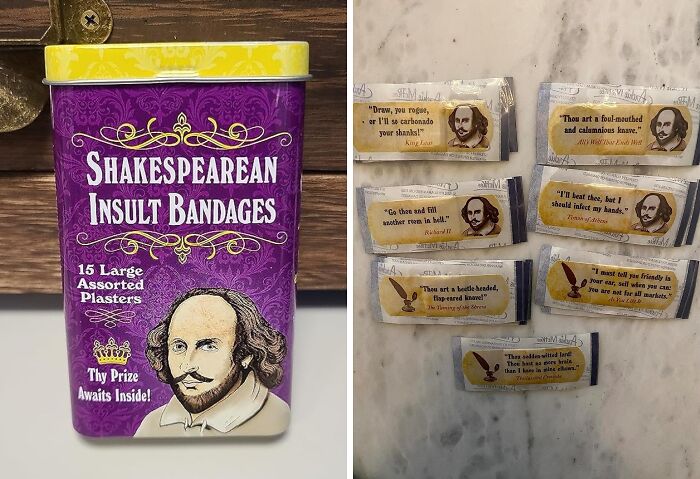 SHAKESPEAREAN
INSULT BANDAGES
15 Large
Assorted
Plasters
Thy Prize
Awaits Inside!
"Draw, you rogue,
or I'll so carbonado
your shanks!"
King Lear
"Thou art a foul-mouthed
and calumnious knave."
All's Well That Ends Well
"Go thou and fill
another room in hell."
Richard II
"I'll beat thee, but I
should infect my hands."
Timon of Athens
"Thou art a beetle-headed,
flap-eared knave!"
The Taming of the Shrew
"I must tell you friendly in
your ear, sell when you can:
you are not for all markets."
As You Like It
"Thou sodden-witted lord!
Thou hast no more brain
than I have in mine elbows."
Troilus and Cressida